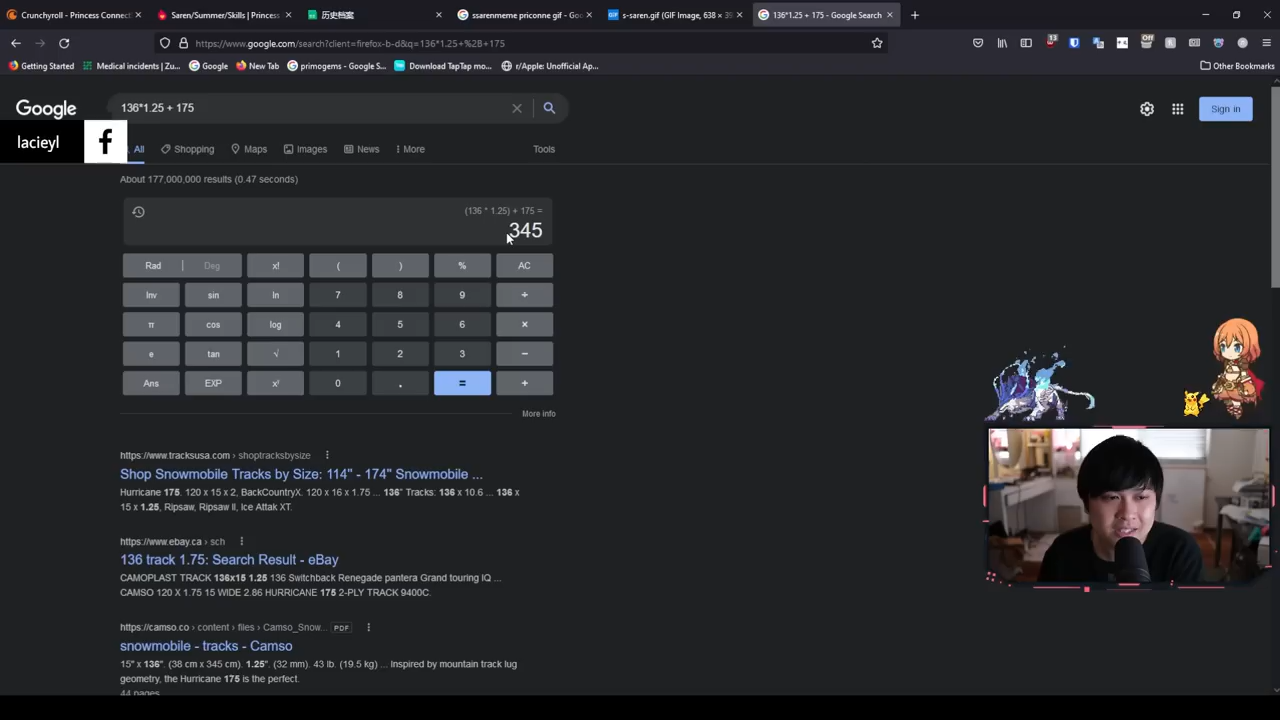 Crunchyroll - Princess Connect!
Saren/Summer/Skills | Princess
历史档案
ssarenmeme priconne gif - Goo
s-saren.gif (GIF Image, 638 × 35
136*1.25 + 175 - Google Search
https://www.google.com/search?client=firefox-b-d&q=136*1.25+%2B+175
13
Off
Getting Started
Medical incidents | Zu...
Google
New Tab
primogems - Google S...
Download TapTap mo...
r/Apple: Unofficial Ap...
Other Bookmarks
Google
136*1.25 + 175
Sign in
lacieyl
f
All
Shopping
Maps
Images
News
More
Tools
About 177,000,000 results (0.47 seconds)
(136 * 1.25) + 175 =
345
Rad | Deg x! ( ) % AC
Inv sin ln 7 8 9 ÷
π cos log 4 5 6 ×
e tan √ 1 2 3 −
Ans EXP xʸ 0 . = +
More info
https://www.tracksusa.com › shoptracksbysize
Shop Snowmobile Tracks by Size: 114" - 174" Snowmobile ...
Hurricane 175. 120 x 15 x 2, BackCountryX. 120 x 16 x 1.75 ... 136" Tracks: 136 x 10.6 ... 136 x
15 x 1.25, Ripsaw, Ripsaw II, Ice Attak XT.
https://www.ebay.ca › sch
136 track 1.75: Search Result - eBay
CAMOPLAST TRACK 136x15 1.25 136 Switchback Renegade pantera Grand touring IQ ...
CAMSO 120 X 1.75 15 WIDE 2.86 HURRICANE 175 2-PLY TRACK 9400C.
https://camso.co › content › files › Camso_Snow... PDF
snowmobile - tracks - Camso
15" x 136". (38 cm x 345 cm). 1.25". (32 mm). 43 lb. (19.5 kg) ... Inspired by mountain track lug
geometry, the Hurricane 175 is the perfect.
44 pages